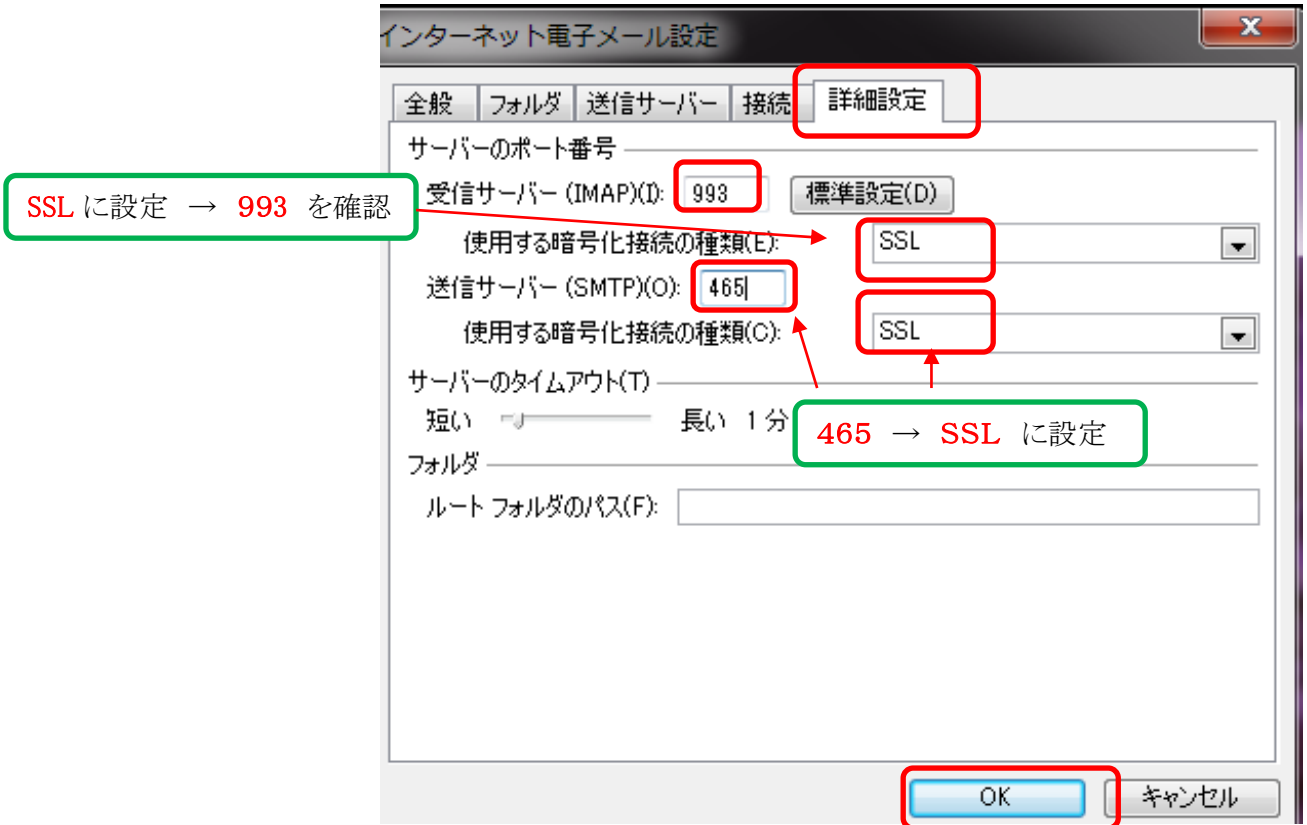 インターネット電子メール設定
X
全般 フォルダ 送信サーバー 接続 詳細設定
サーバーのポート番号
受信サーバー (IMAP)(I): 993 標準設定(D)
SSL に設定 → 993 を確認
使用する暗号化接続の種類(E): SSL
送信サーバー (SMTP)(O): 465
使用する暗号化接続の種類(C): SSL
サーバーのタイムアウト(T)
短い 長い 1 分
465 → SSL に設定
フォルダ
ルート フォルダのパス(F):
OK キャンセル